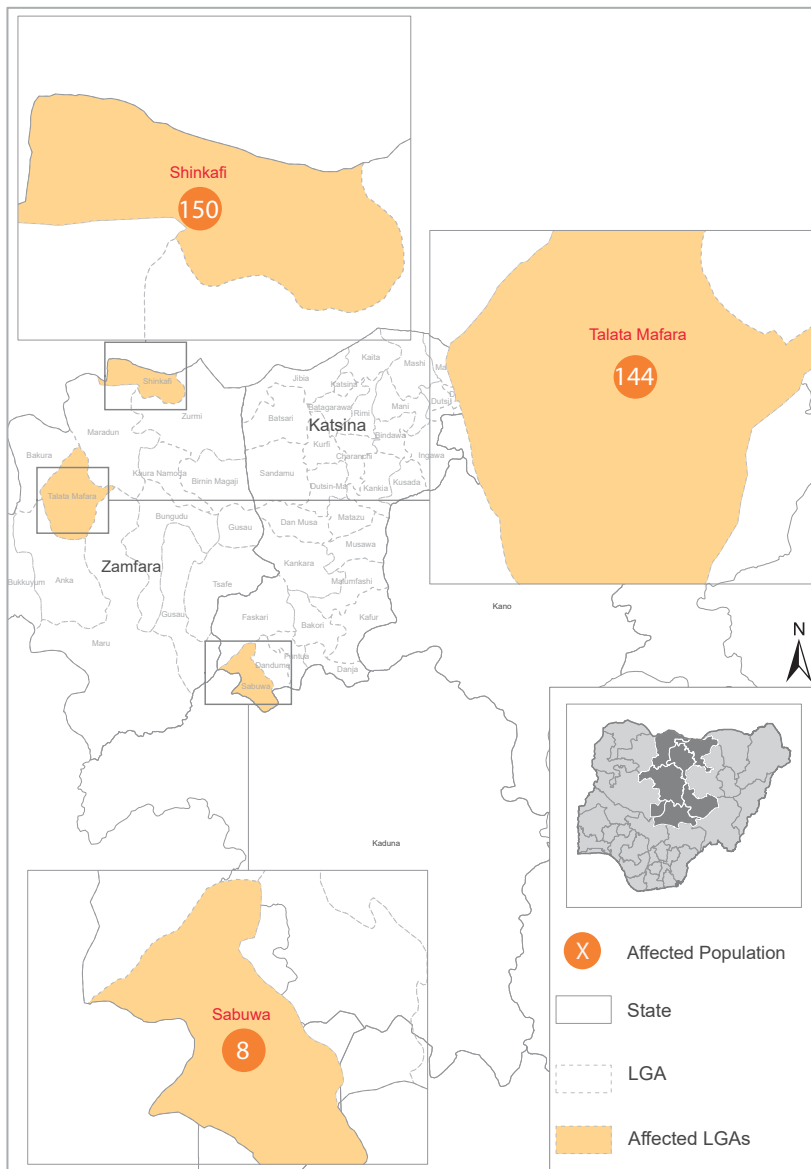 Shinkafi
150
Talata Mafara
144
Kaita
Mashi
Jibia
Katsina
Shinkafi
Mani
Dutsi
Zurmi
Batagarawa
Rimi
Batsari
Katsina
Maradun
Bindawa
Kurfi
Bakura
Charanchi
Ingawa
Kaura Namoda
Sandamu
Birnin Magaji
Kusada
Dutsin-Ma
Kankia
Talata Mafara
Bungudu
Dan Musa
Matazu
Gusau
Musawa
Zamfara
Kankara
Bukkuyum
Anka
Tsafe
Malumfashi
Kano
Gusau
Faskari
Kafur
Bakori
N
Maru
Funtua
Dandume
Danja
Sabuwa
Kaduna
X Affected Population
State
Sabuwa
8
LGA
Affected LGAs